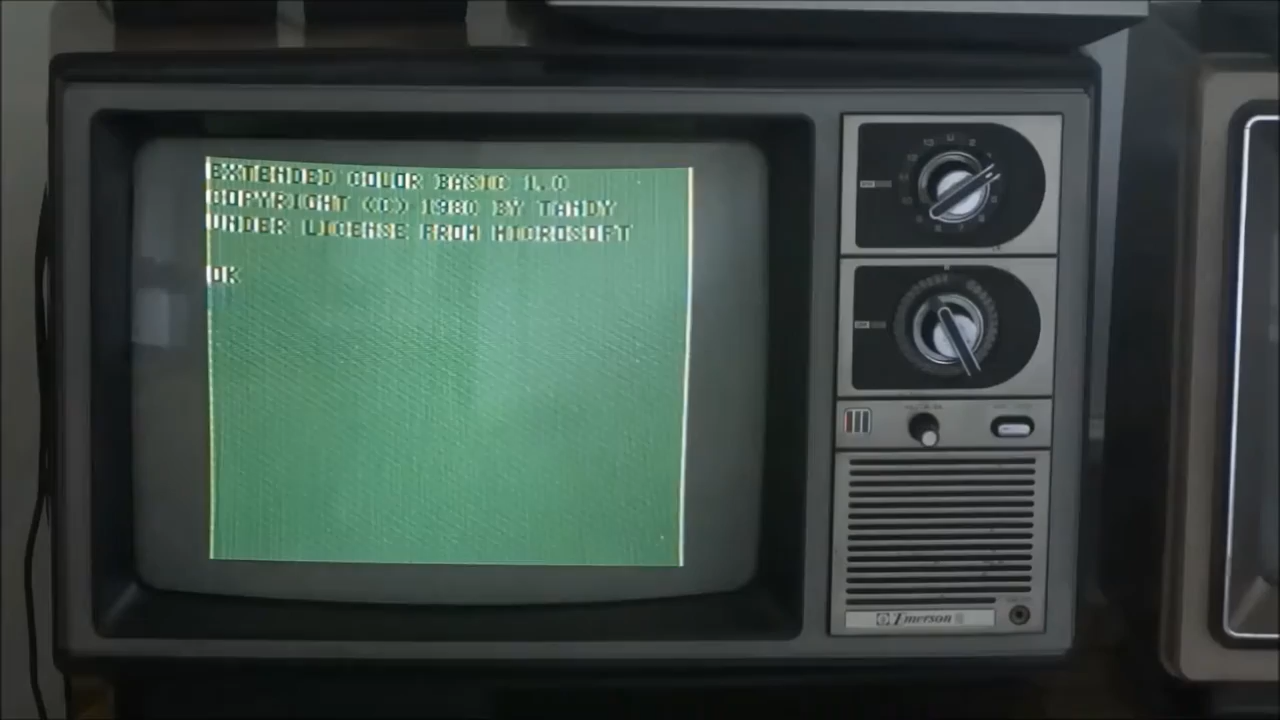 EXTENDED COLOR BASIC 1.0
COPYRIGHT (C) 1980 BY TANDY
UNDER LICENSE FROM MICROSOFT
OK
Emerson